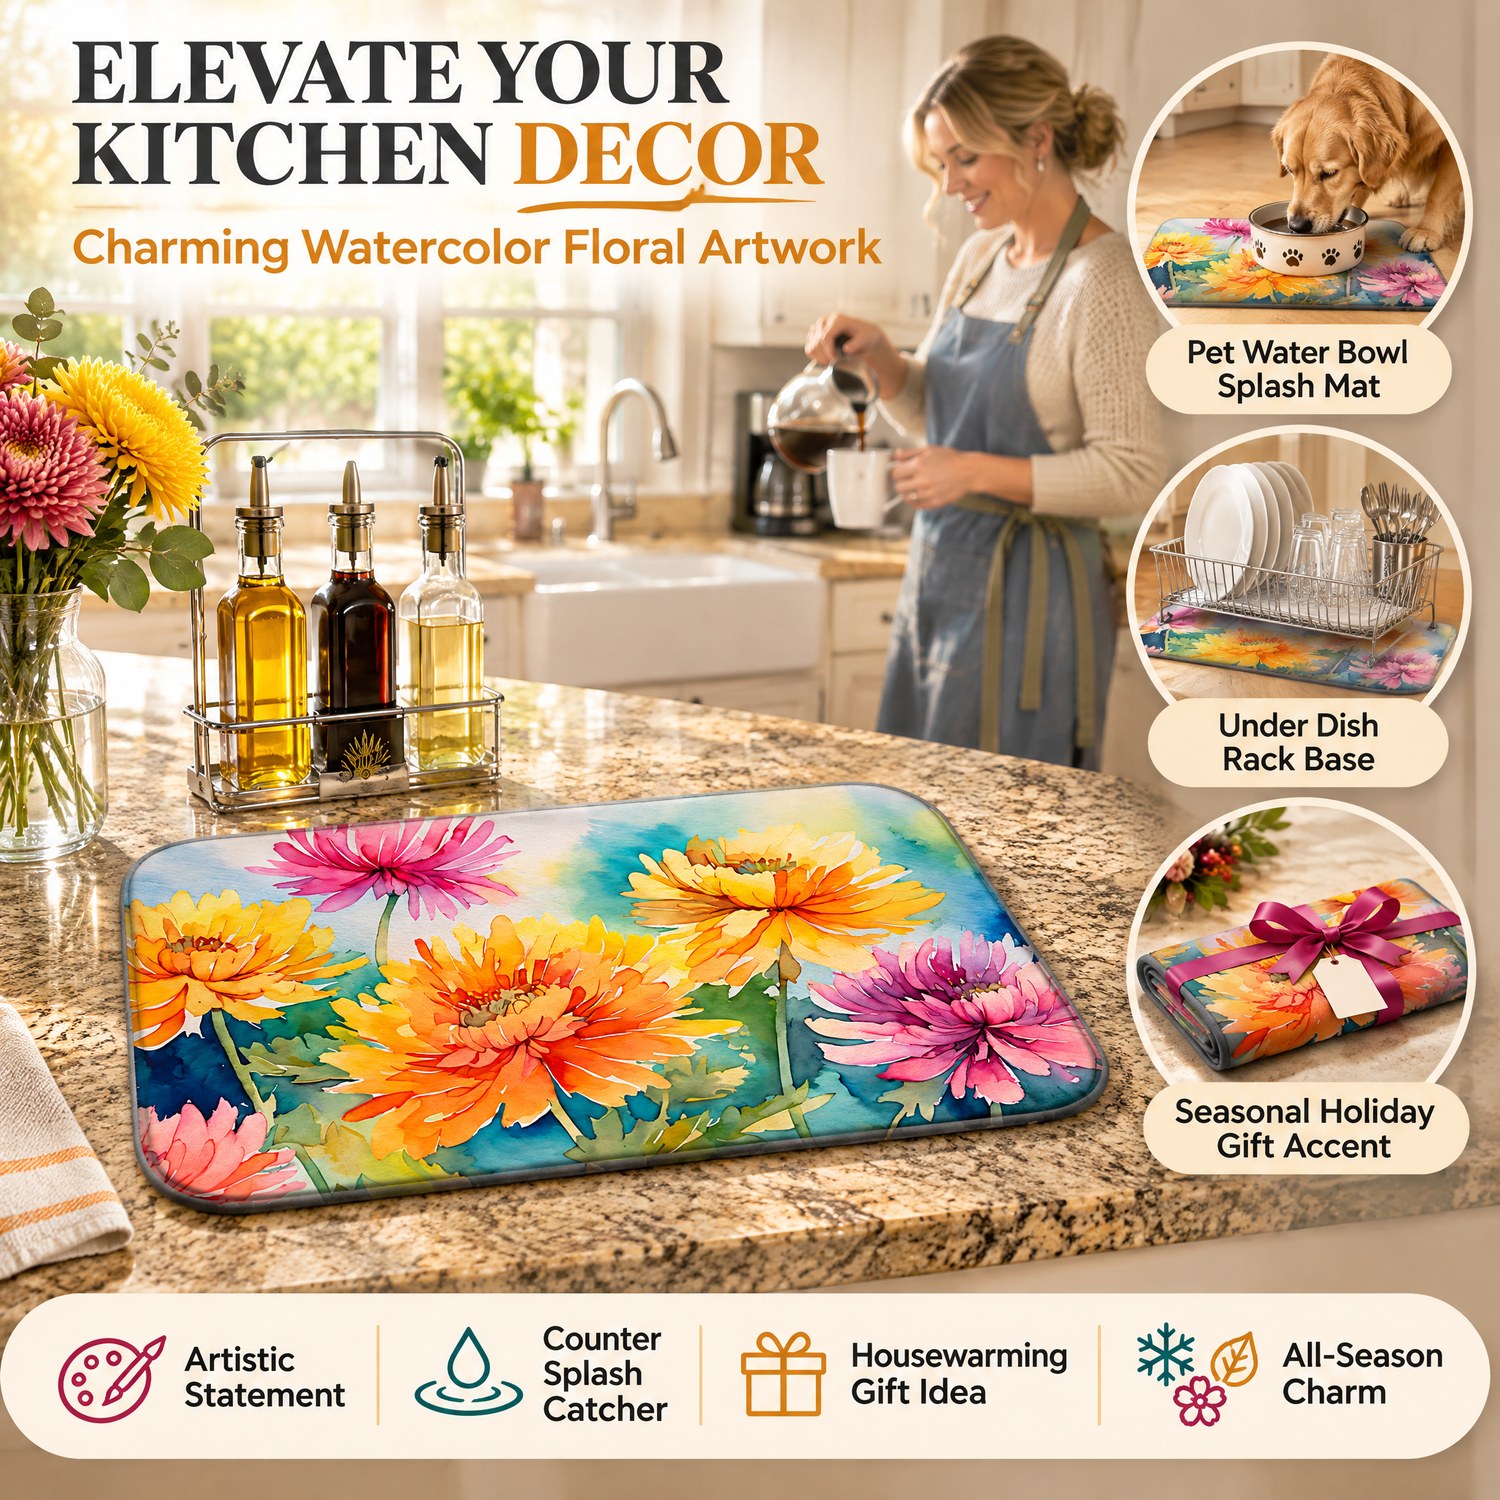 ELEVATE YOUR
KITCHEN DECOR
Charming Watercolor Floral Artwork
Pet Water Bowl
Splash Mat
Under Dish
Rack Base
Seasonal Holiday
Gift Accent
Artistic
Statement
Counter
Splash
Catcher
Housewarming
Gift Idea
All-Season
Charm